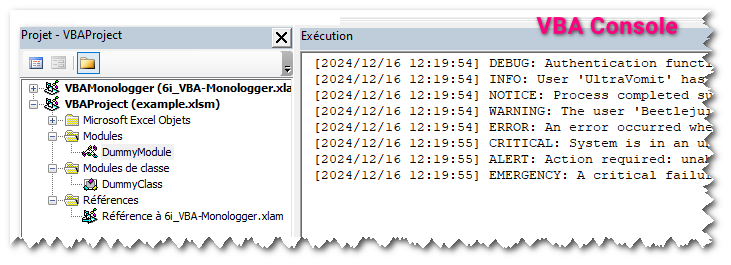 VBA Console
Projet - VBAProject
VBAMonologger (6i_VBA-Monologger.xla
VBAProject (example.xlsm)
Microsoft Excel Objets
Modules
DummyModule
Modules de classe
DummyClass
Références
Référence à 6i_VBA-Monologger.xlam
Exécution
[2024/12/16 12:19:54] DEBUG: Authentication functi
[2024/12/16 12:19:54] INFO: User 'UltraVomit' has
[2024/12/16 12:19:54] NOTICE: Process completed su
[2024/12/16 12:19:54] WARNING: The user 'Beetleju
[2024/12/16 12:19:54] ERROR: An error occurred whe
[2024/12/16 12:19:55] CRITICAL: System is in an un
[2024/12/16 12:19:55] ALERT: Action required: unab
[2024/12/16 12:19:55] EMERGENCY: A critical failu